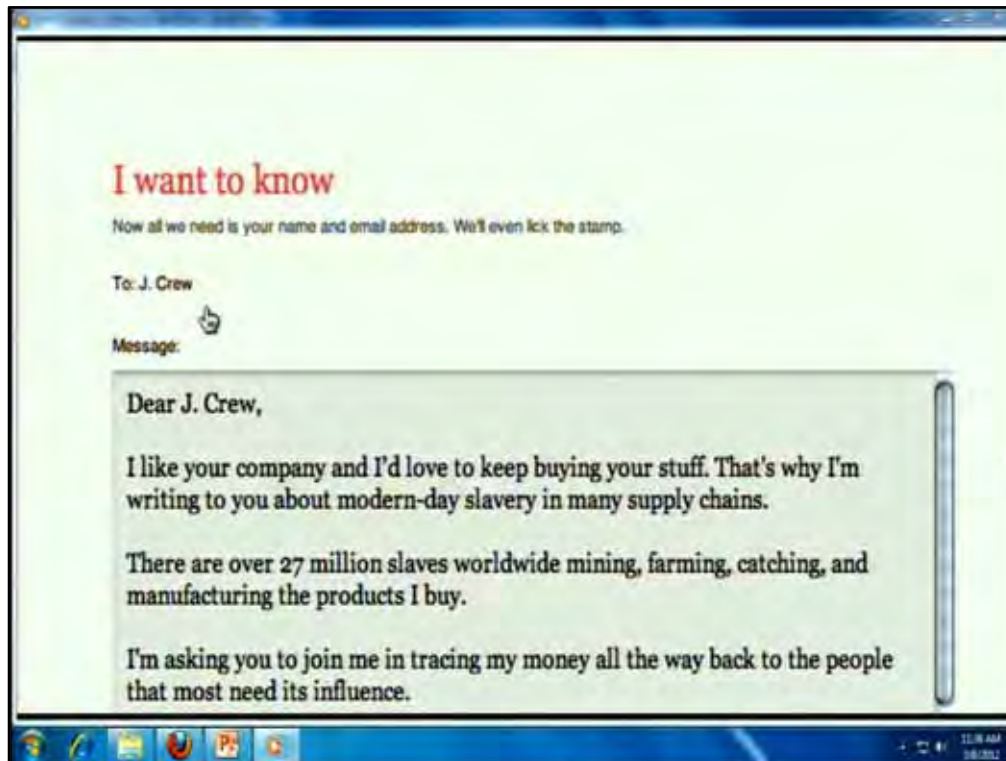 I want to know
Now all we need is your name and email address. We'll even lick the stamp.
To: J. Crew
Message:
Dear J. Crew,
I like your company and I'd love to keep buying your stuff. That's why I'm
writing to you about modern-day slavery in many supply chains.
There are over 27 million slaves worldwide mining, farming, catching, and
manufacturing the products I buy.
I'm asking you to join me in tracing my money all the way back to the people
that most need its influence.